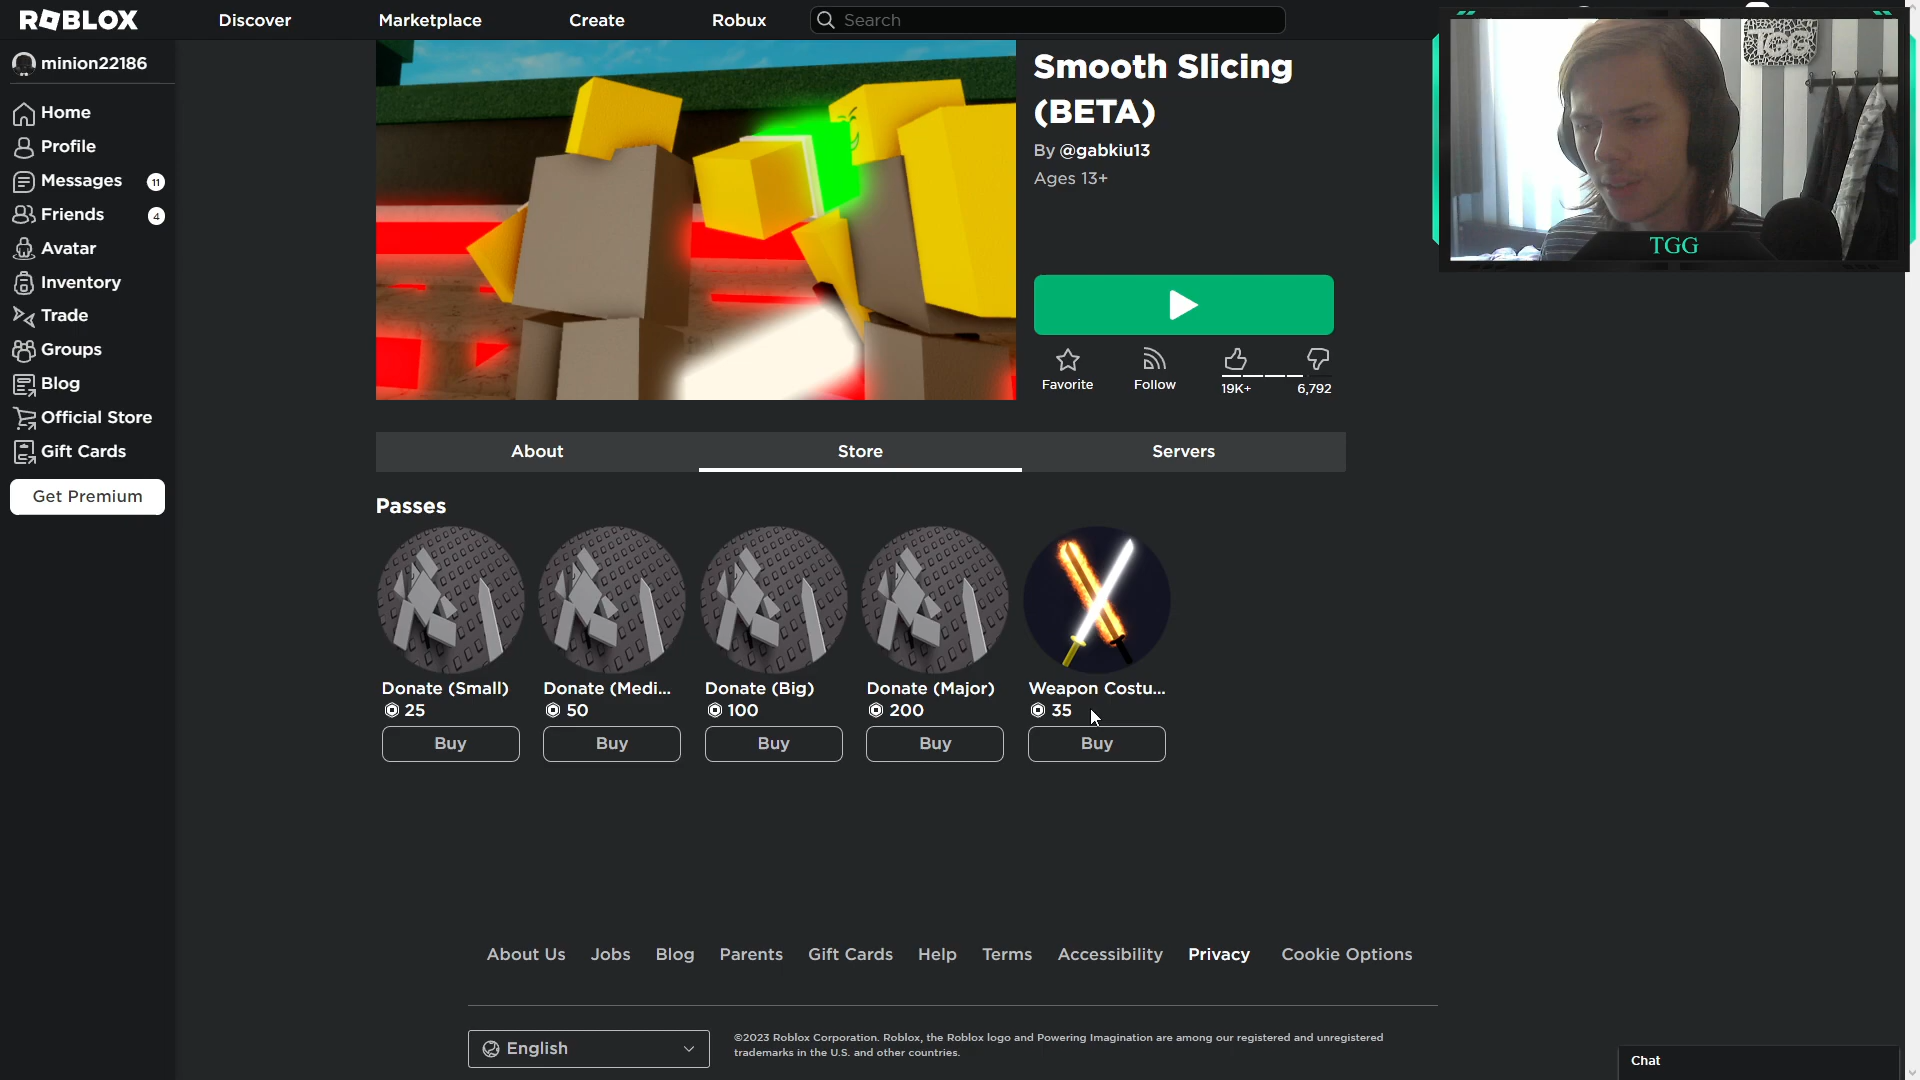 ROBLOX
Discover
Marketplace
Create
Robux
Search
minion22186
Home
Profile
Messages
11
Friends
4
Avatar
Inventory
Trade
Groups
Blog
Official Store
Gift Cards
Get Premium
Smooth Slicing
(BETA)
By @gabkiu13
Ages 13+
Favorite
Follow
19K+
6,792
TGG
TGG
About
Store
Servers
Passes
Donate (Small)
25
Buy
Donate (Medi...
50
Buy
Donate (Big)
100
Buy
Donate (Major)
200
Buy
Weapon Costu...
35
Buy
About Us
Jobs
Blog
Parents
Gift Cards
Help
Terms
Accessibility
Privacy
Cookie Options
English
©2023 Roblox Corporation. Roblox, the Roblox logo and Powering Imagination are among our registered and unregistered
trademarks in the U.S. and other countries.
Chat